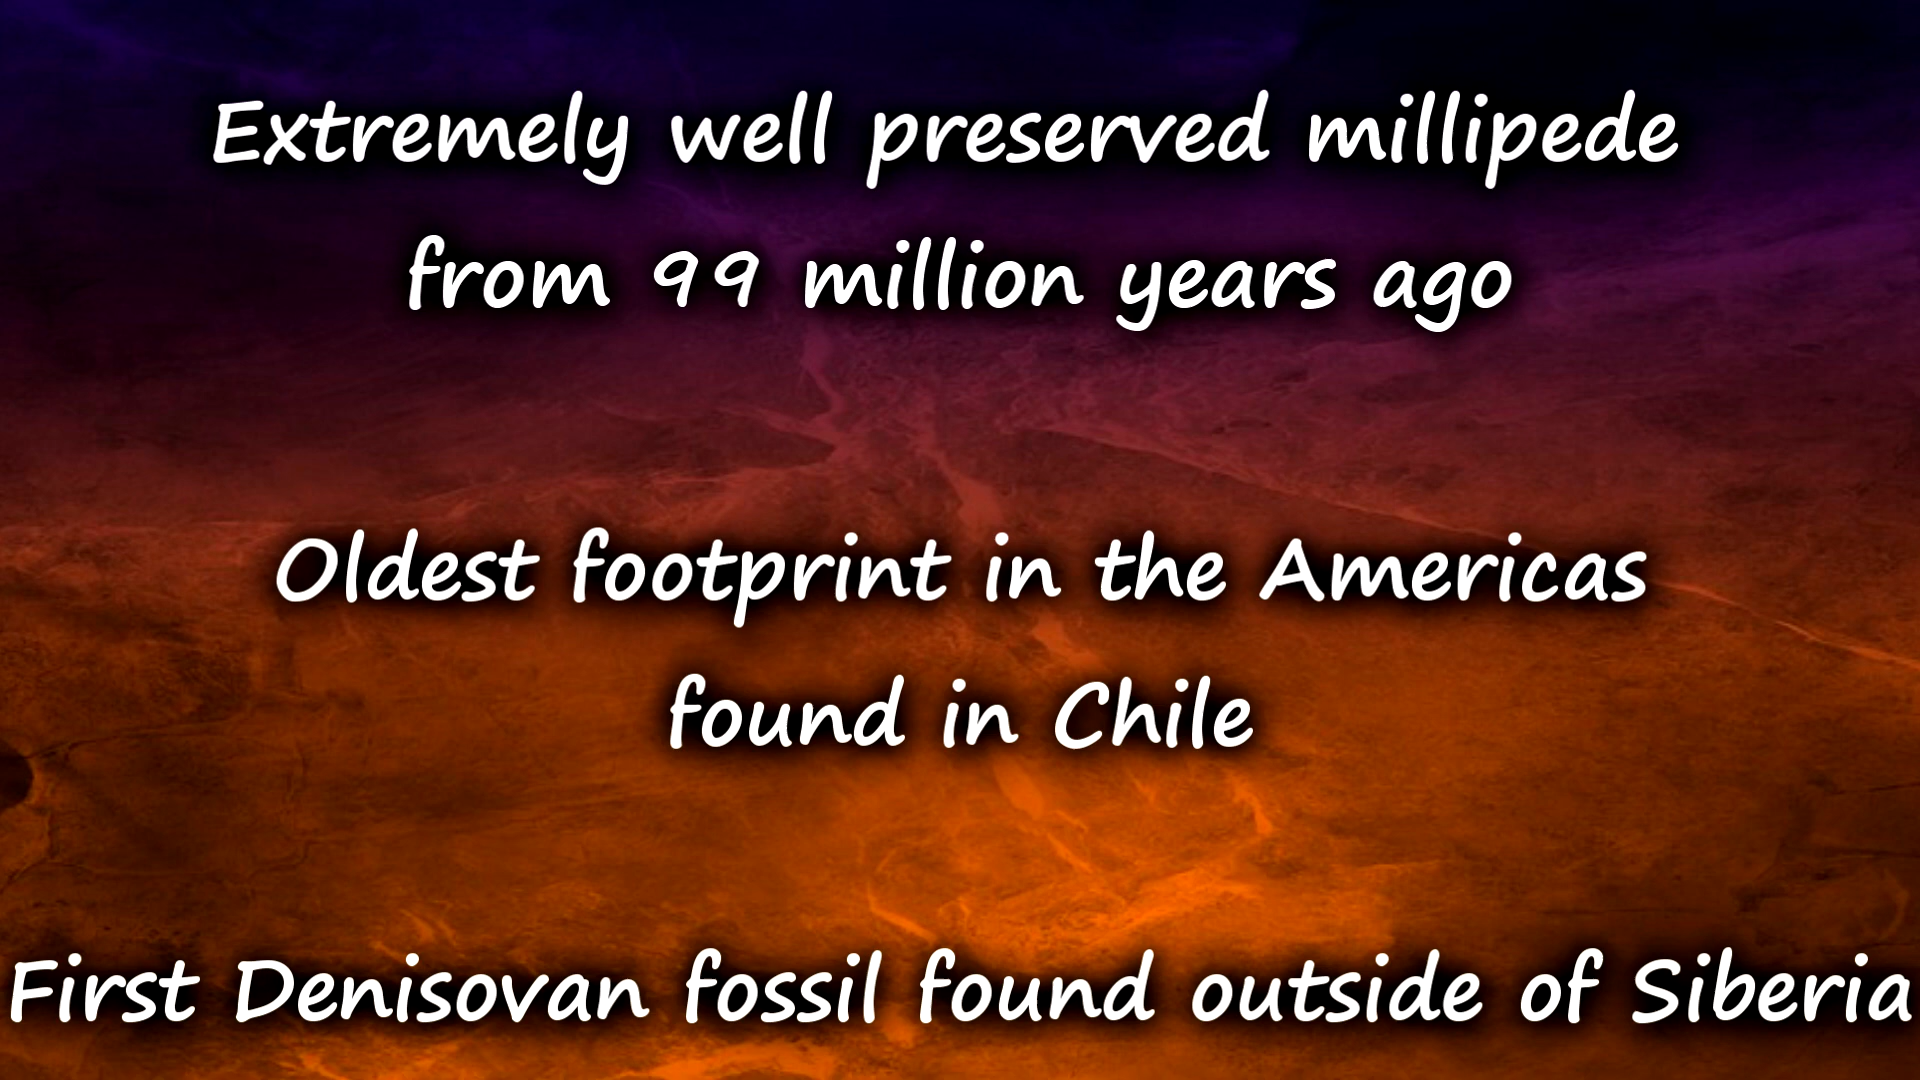 Extremely well preserved millipede
from 99 million years ago
Oldest footprint in the Americas
found in Chile
First Denisovan fossil found outside of Siberia